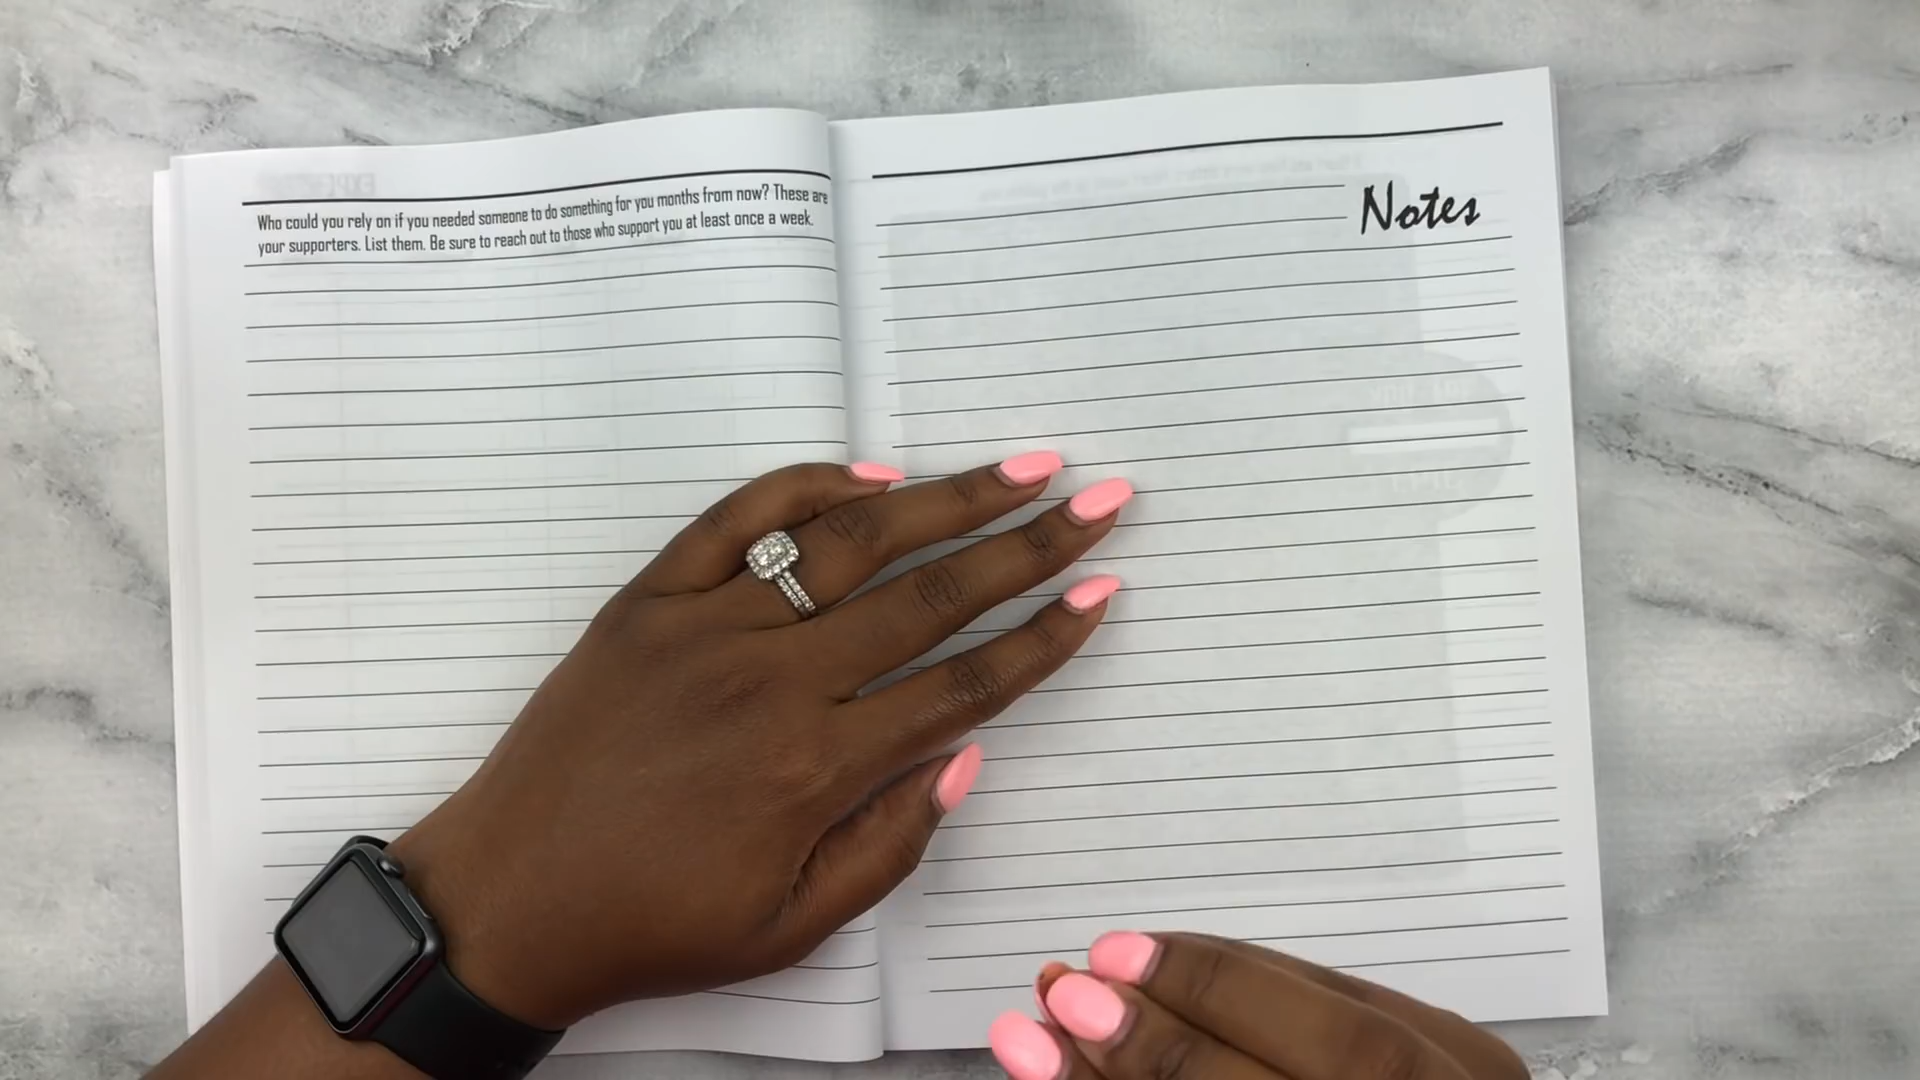 Who could you rely on if you needed someone to do something for you months from now? These are
your supporters. List them. Be sure to reach out to those who support you at least once a week.
Notes